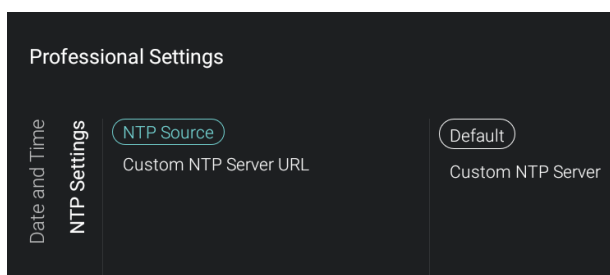 Professional Settings
Date and Time
NTP Settings
NTP Source
Custom NTP Server URL
Default
Custom NTP Server